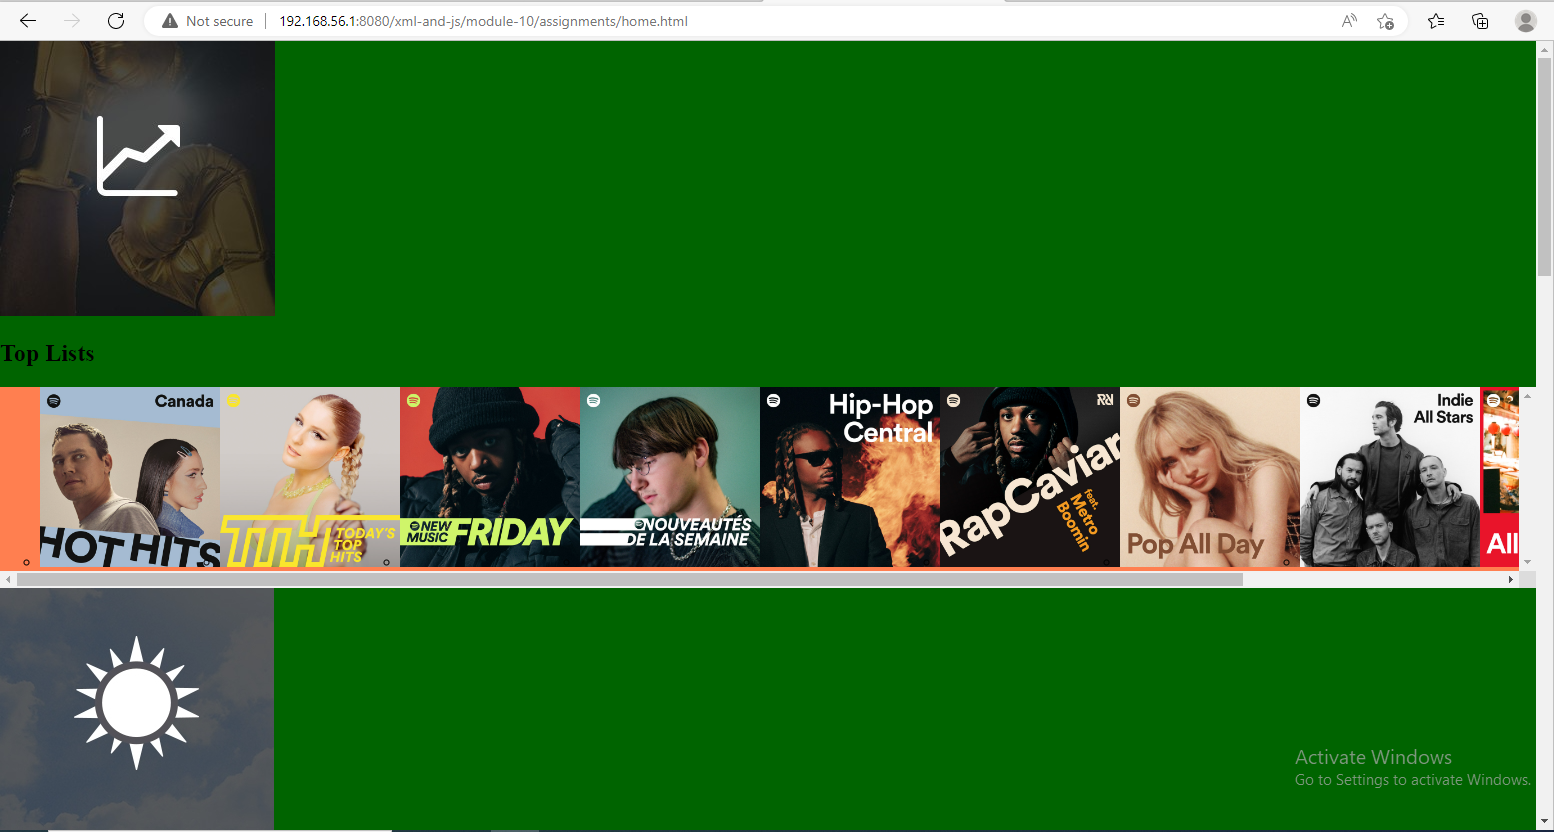 Not secure
192.168.56.1:8080/xml-and-js/module-10/assignments/home.html
Top Lists
Canada
HOT HITS
TTH TODAY'S
TOP
HITS
NEW
MUSIC FRIDAY
NOUVEAUTÉS
DE LA SEMAINE
Hip-Hop
Central
RapCaviar
feat.
Metro
Boomin
Pop All Day
Indie
All Stars
All
Activate Windows
Go to Settings to activate Windows.